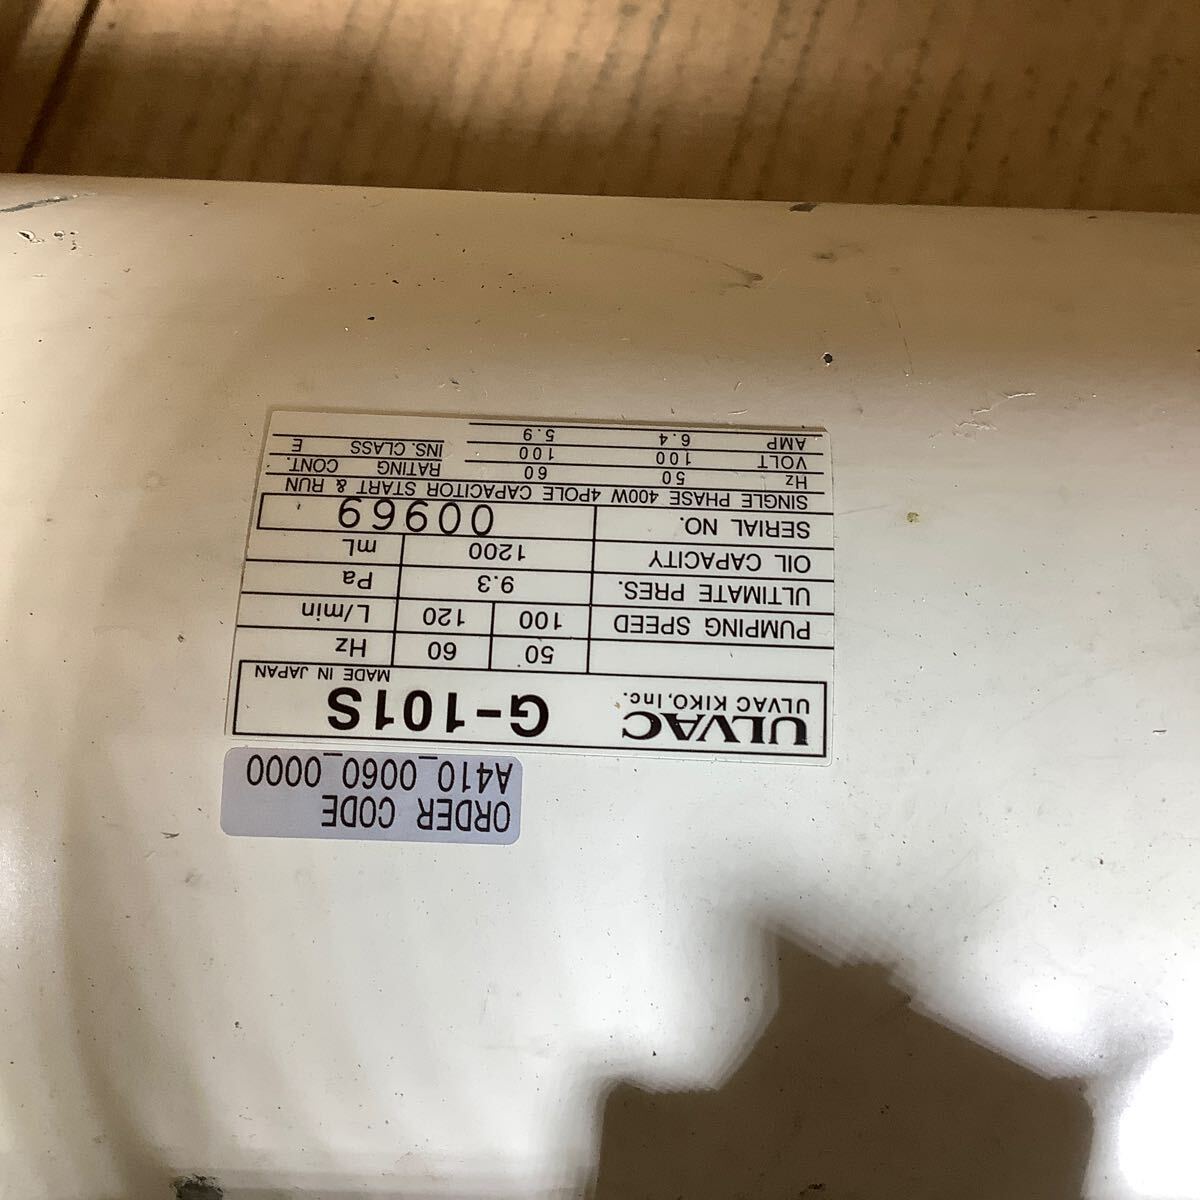 ORDER CODE
A410_0060_0000
ULVAC
ULVAC KIKO, Inc.
G-101S
MADE IN JAPAN
50 60 Hz
PUMPING SPEED 100 120 L/min
ULTIMATE PRES. 9.3 Pa
OIL CAPACITY 1200 mL
SERIAL NO. 00969
SINGLE PHASE 400W 4POLE CAPACITOR START & RUN
Hz 50 60 RATING CONT.
VOLT 100 100 INS. CLASS E
AMP 6.4 5.9